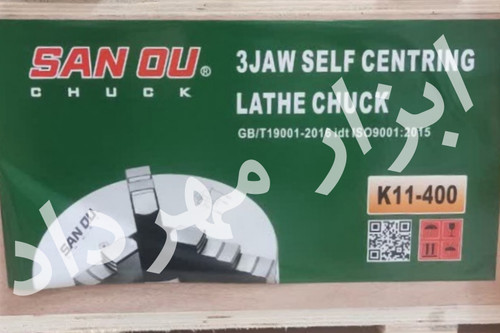 SAN OU®
CHUCK
3JAW SELF CENTRING
LATHE CHUCK
GB/T19001-2016 idt ISO9001:2015
K11-400
SAN OU
CHUCK
ابزار مهرداد